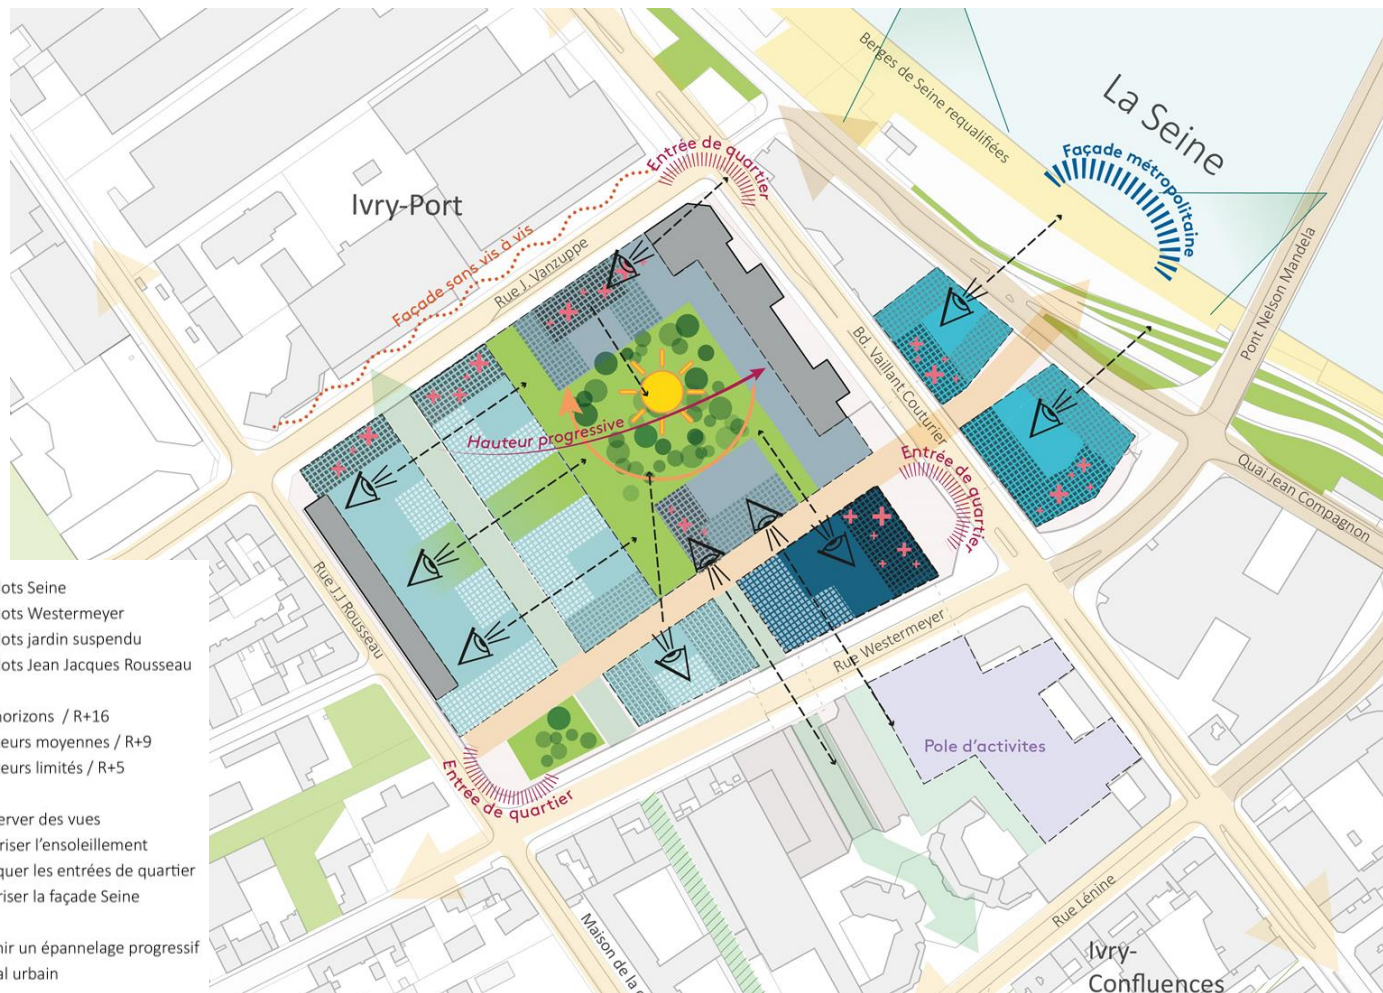 La Seine
Berges de Seine requalifiées
Façade métropolitaine
Entrée de quartier
Ivry-Port
Façade sans vis à vis
Rue J. Vanzuppe
Pont Nelson Mandela
Bd. Vaillant Couturier
Hauteur progressive
Entrée de quartier
Quai Jean Compagnon
Rue J.J Rousseau
ots Seine
ots Westermeyer
ots jardin suspendu
ots Jean Jacques Rousseau
horizons / R+16
eurs moyennes / R+9
eurs limités / R+5
erver des vues
riser l'ensoleillement
quer les entrées de quartier
riser la façade Seine
nir un épannelage progressif
al urbain
Rue Westermeyer
Pole d'activites
Entrée de quartier
Rue Lénine
Maison de la
Ivry-
Confluences